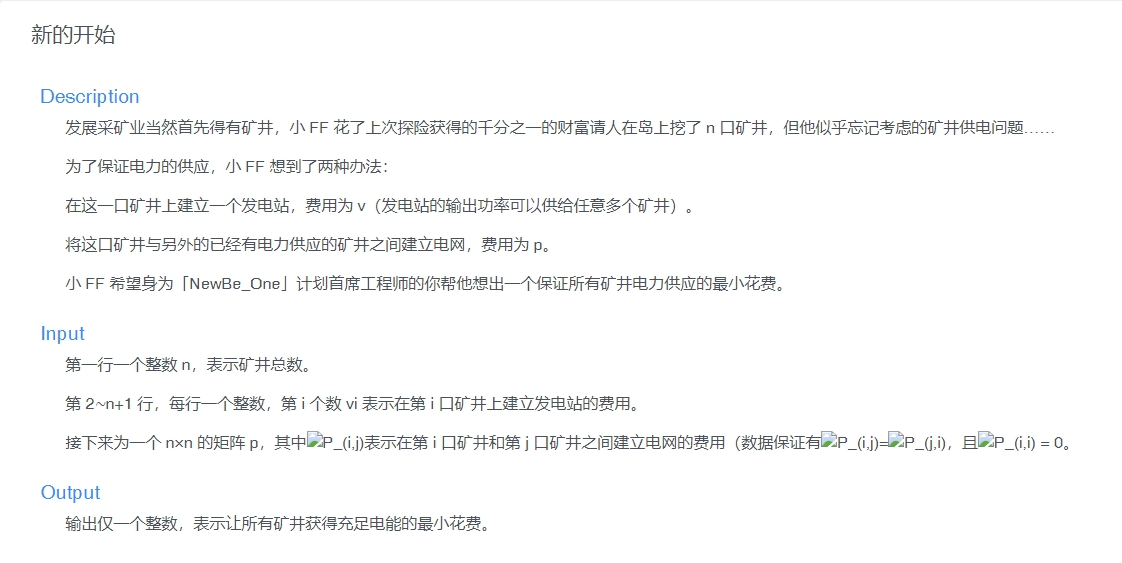 新的开始
Description
发展采矿业当然首先得有矿井，小 FF 花了上次探险获得的千分之一的财富请人在岛上挖了 n 口矿井，但他似乎忘记考虑的矿井供电问题……
为了保证电力的供应，小 FF 想到了两种办法：
在这一口矿井上建立一个发电站，费用为 v（发电站的输出功率可以供给任意多个矿井）。
将这口矿井与另外的已经有电力供应的矿井之间建立电网，费用为 p。
小 FF 希望身为「NewBe_One」计划首席工程师的你帮他想出一个保证所有矿井电力供应的最小花费。
Input
第一行一个整数 n，表示矿井总数。
第 2~n+1 行，每行一个整数，第 i 个数 vi 表示在第 i 口矿井上建立发电站的费用。
接下来为一个 n×n 的矩阵 p，其中P_(i,j)表示在第 i 口矿井和第 j 口矿井之间建立电网的费用（数据保证有P_(i,j)=P_(j,i)，且P_(i,i) = 0。
Output
输出仅一个整数，表示让所有矿井获得充足电能的最小花费。